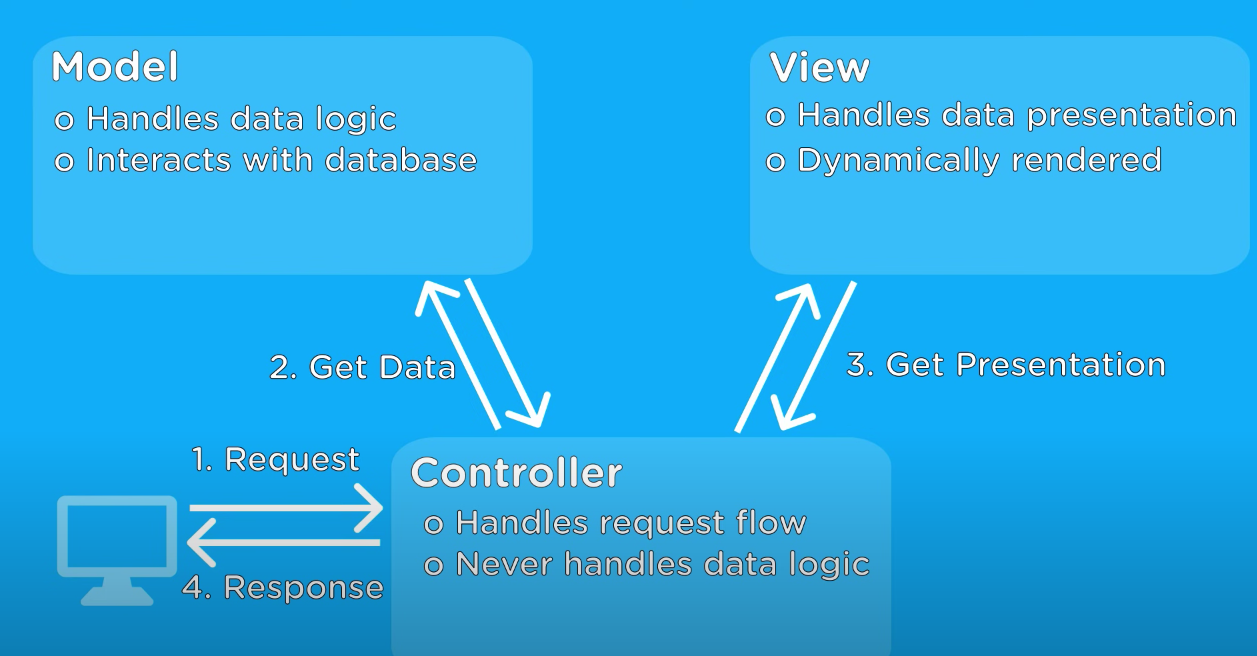 Model
o Handles data logic
o Interacts with database
View
o Handles data presentation
o Dynamically rendered
2. Get Data
3. Get Presentation
1. Request
Controller
o Handles request flow
o Never handles data logic
4. Response